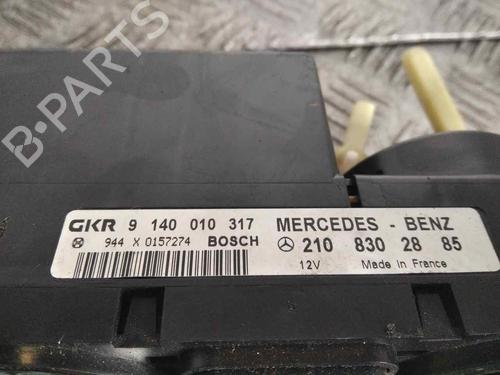 B-PARTS
GKR 9 140 010 317 MERCEDES - BENZ
944 X 0157274 BOSCH 210 830 28 85
12V Made in France